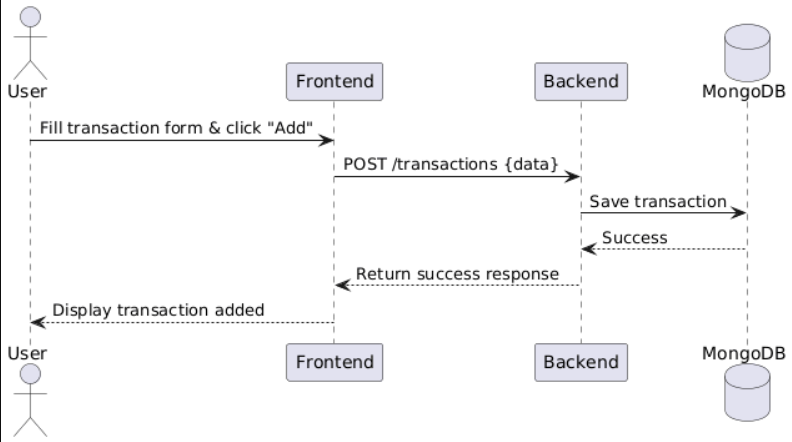 User
Frontend
Backend
MongoDB
Fill transaction form & click "Add"
POST /transactions {data}
Save transaction
Success
Return success response
Display transaction added
User
Frontend
Backend
MongoDB